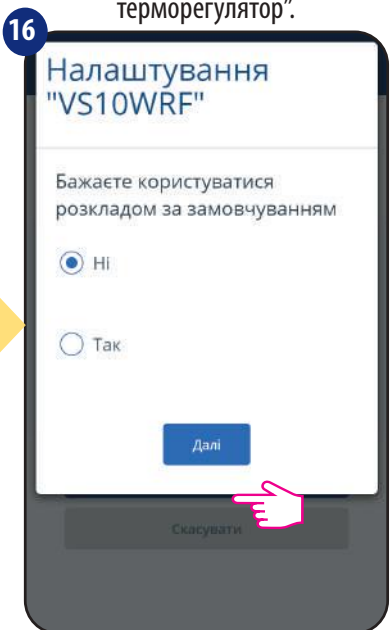 терморегулятор”.
16
Налаштування
"VS10WRF"
Бажаєте користуватися
розкладом за замовчуванням
Ні
Так
Далі
Скасувати